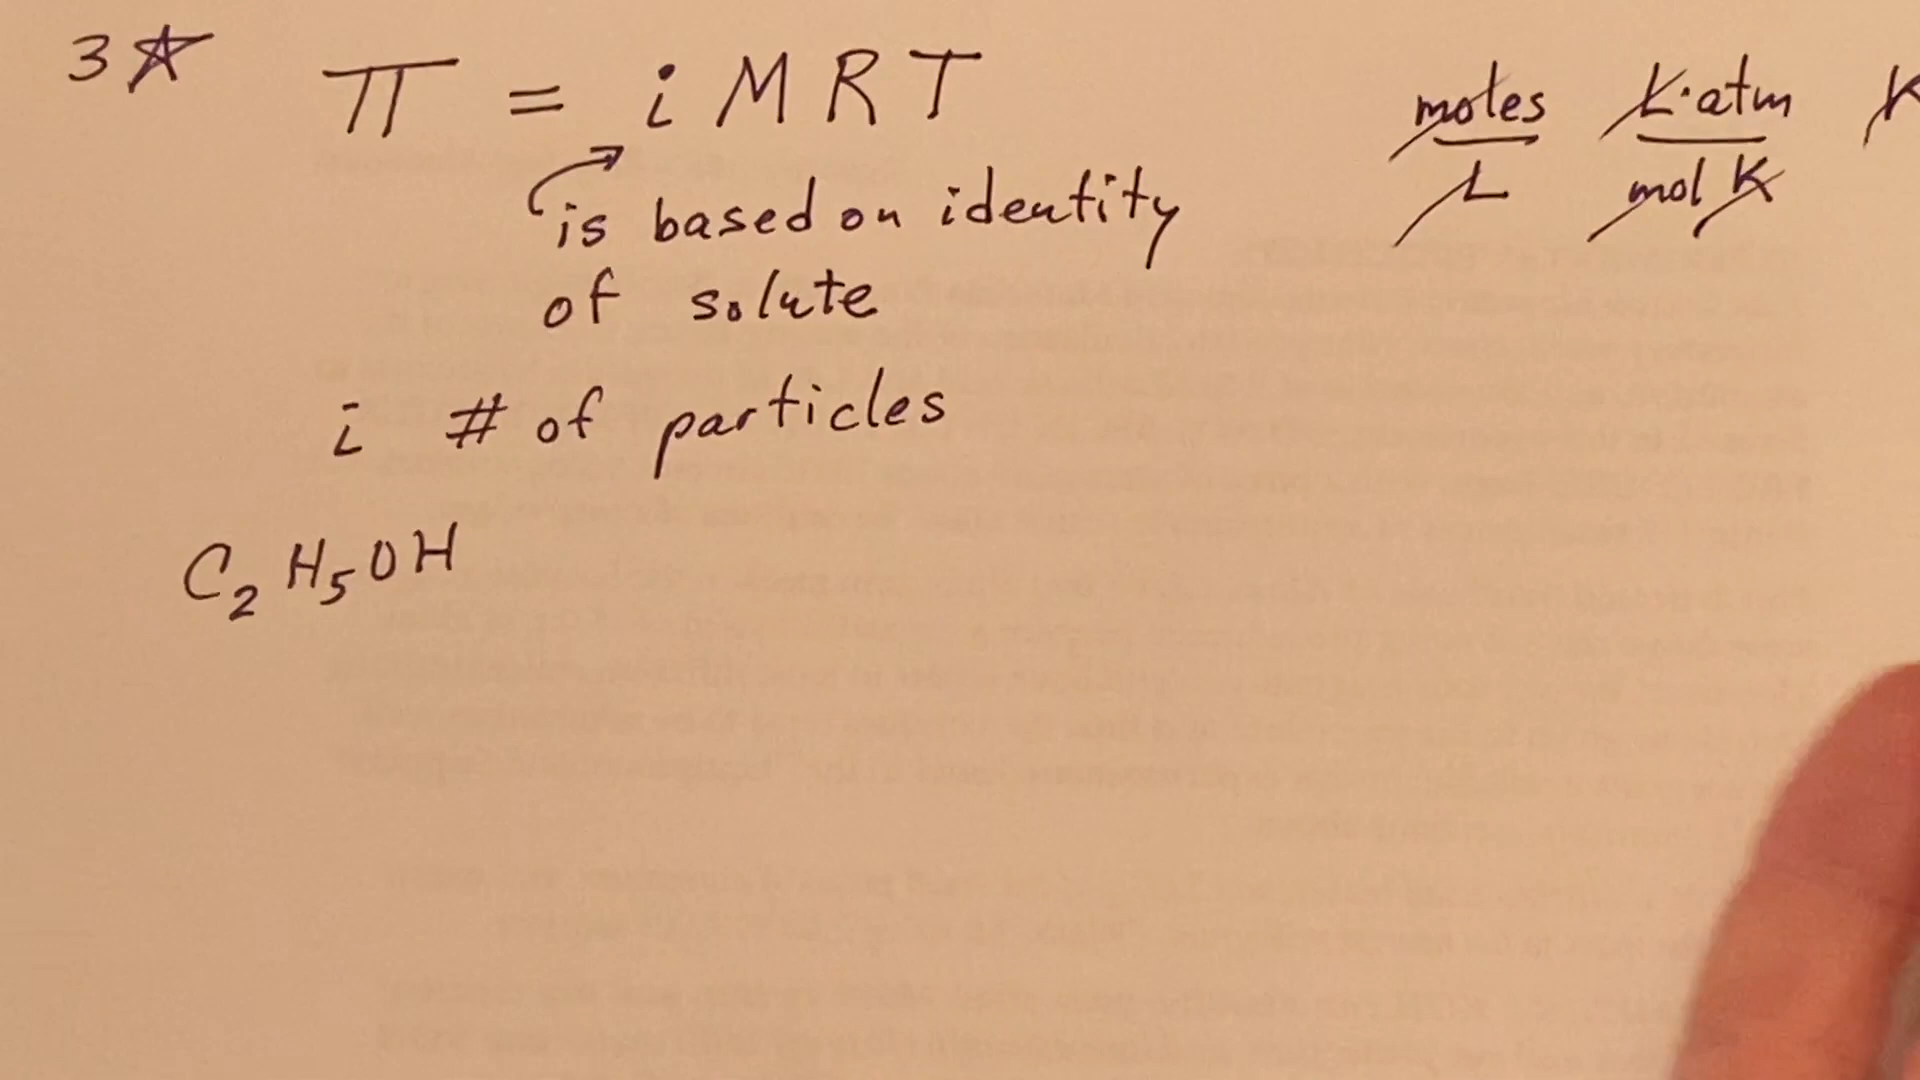 3☆ π = i M R T
moles L·atm K
L mol K
is based on identity
of solute
i # of particles
C₂H₅OH